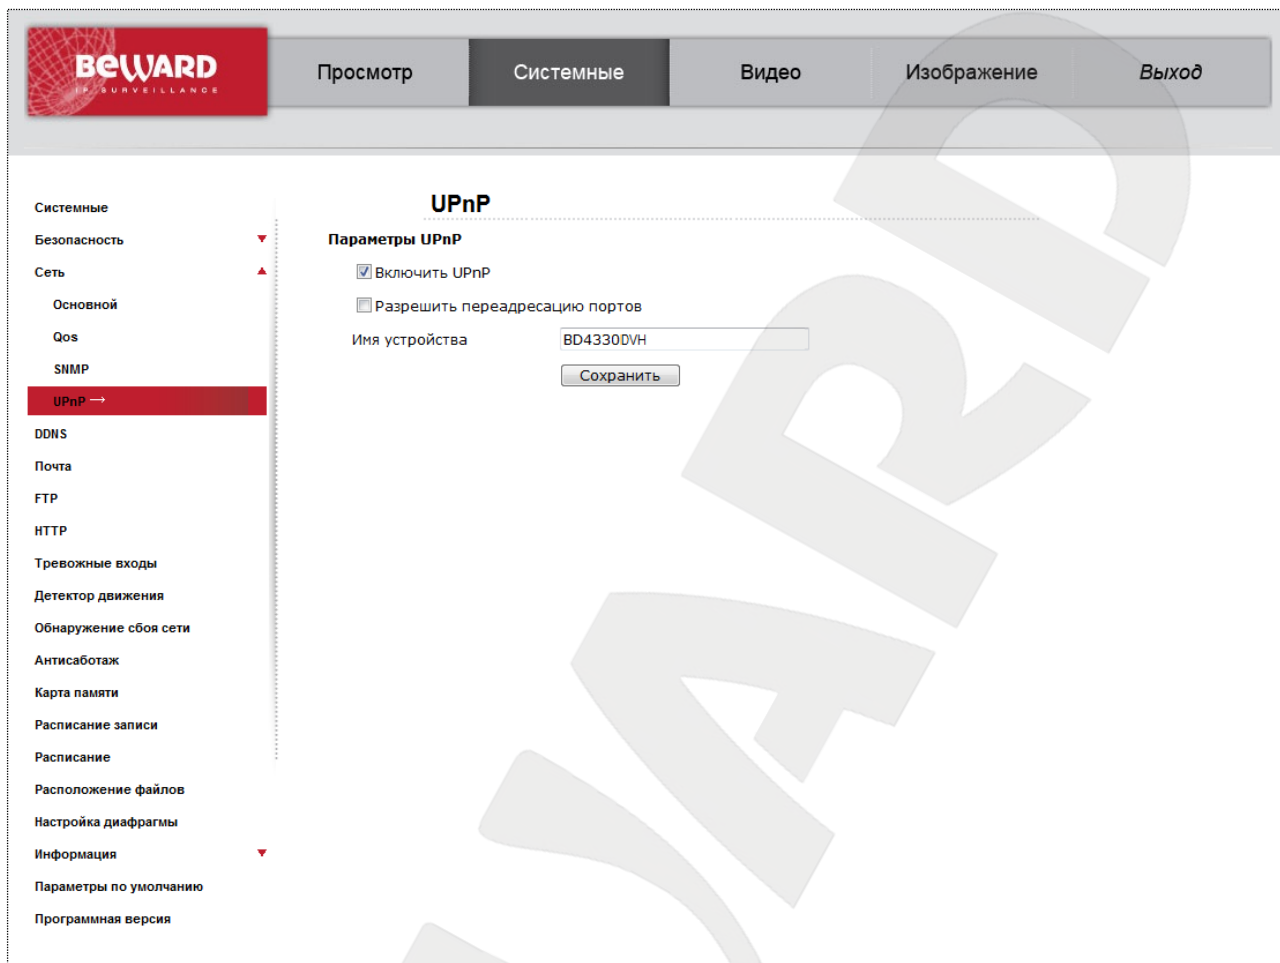 BEWARD
IP SURVEILLANCE
Просмотр
Системные
Видео
Изображение
Выход
Системные
Безопасность
Сеть
Основной
Qos
SNMP
UPnP →
DDNS
Почта
FTP
HTTP
Тревожные входы
Детектор движения
Обнаружение сбоя сети
Антисаботаж
Карта памяти
Расписание записи
Расписание
Расположение файлов
Настройка диафрагмы
Информация
Параметры по умолчанию
Программная версия
UPnP
Параметры UPnP
Включить UPnP
Разрешить переадресацию портов
Имя устройства BD4330DVH
Сохранить